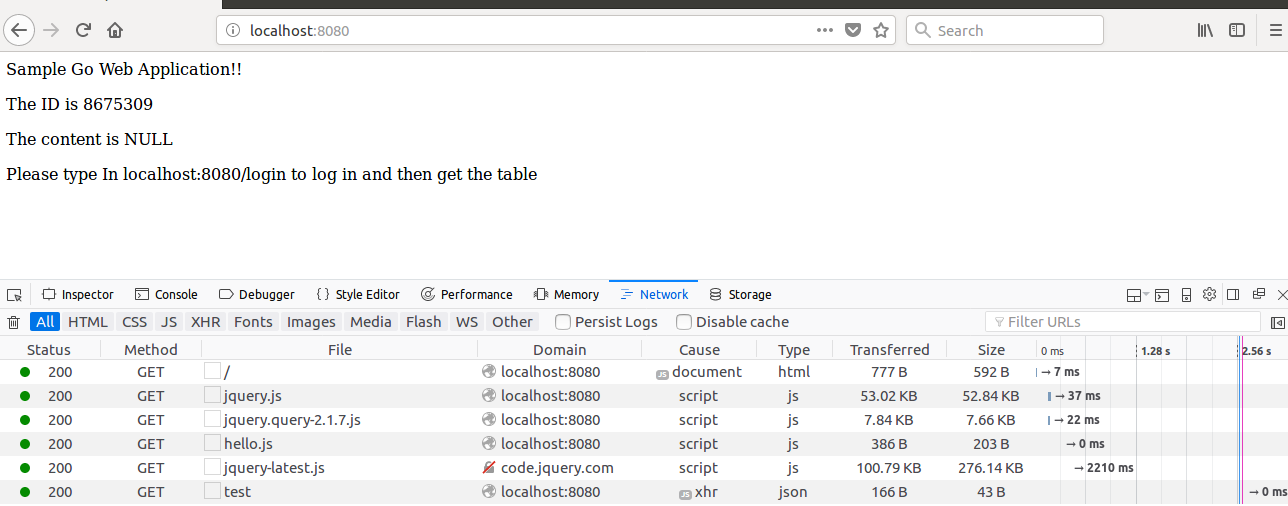 localhost:8080
Search
Sample Go Web Application!!
The ID is 8675309
The content is NULL
Please type In localhost:8080/login to log in and then get the table
Inspector Console Debugger {} Style Editor Performance Memory Network Storage
All HTML CSS JS XHR Fonts Images Media Flash WS Other Persist Logs Disable cache Filter URLs
Status Method File Domain Cause Type Transferred Size 0 ms 1.28 s 2.56 s
200 GET / localhost:8080 JS document html 777 B 592 B → 7 ms
200 GET jquery.js localhost:8080 script js 53.02 KB 52.84 KB → 37 ms
200 GET jquery.query-2.1.7.js localhost:8080 script js 7.84 KB 7.66 KB → 22 ms
200 GET hello.js localhost:8080 script js 386 B 203 B → 0 ms
200 GET jquery-latest.js code.jquery.com script js 100.79 KB 276.14 KB → 2210 ms
200 GET test localhost:8080 JS xhr json 166 B 43 B → 0 ms